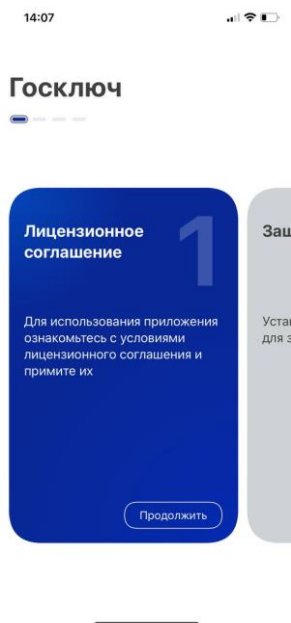 14:07
Госключ
Лицензионное
соглашение
1
Для использования приложения
ознакомьтесь с условиями
лицензионного соглашения и
примите их
Продолжить